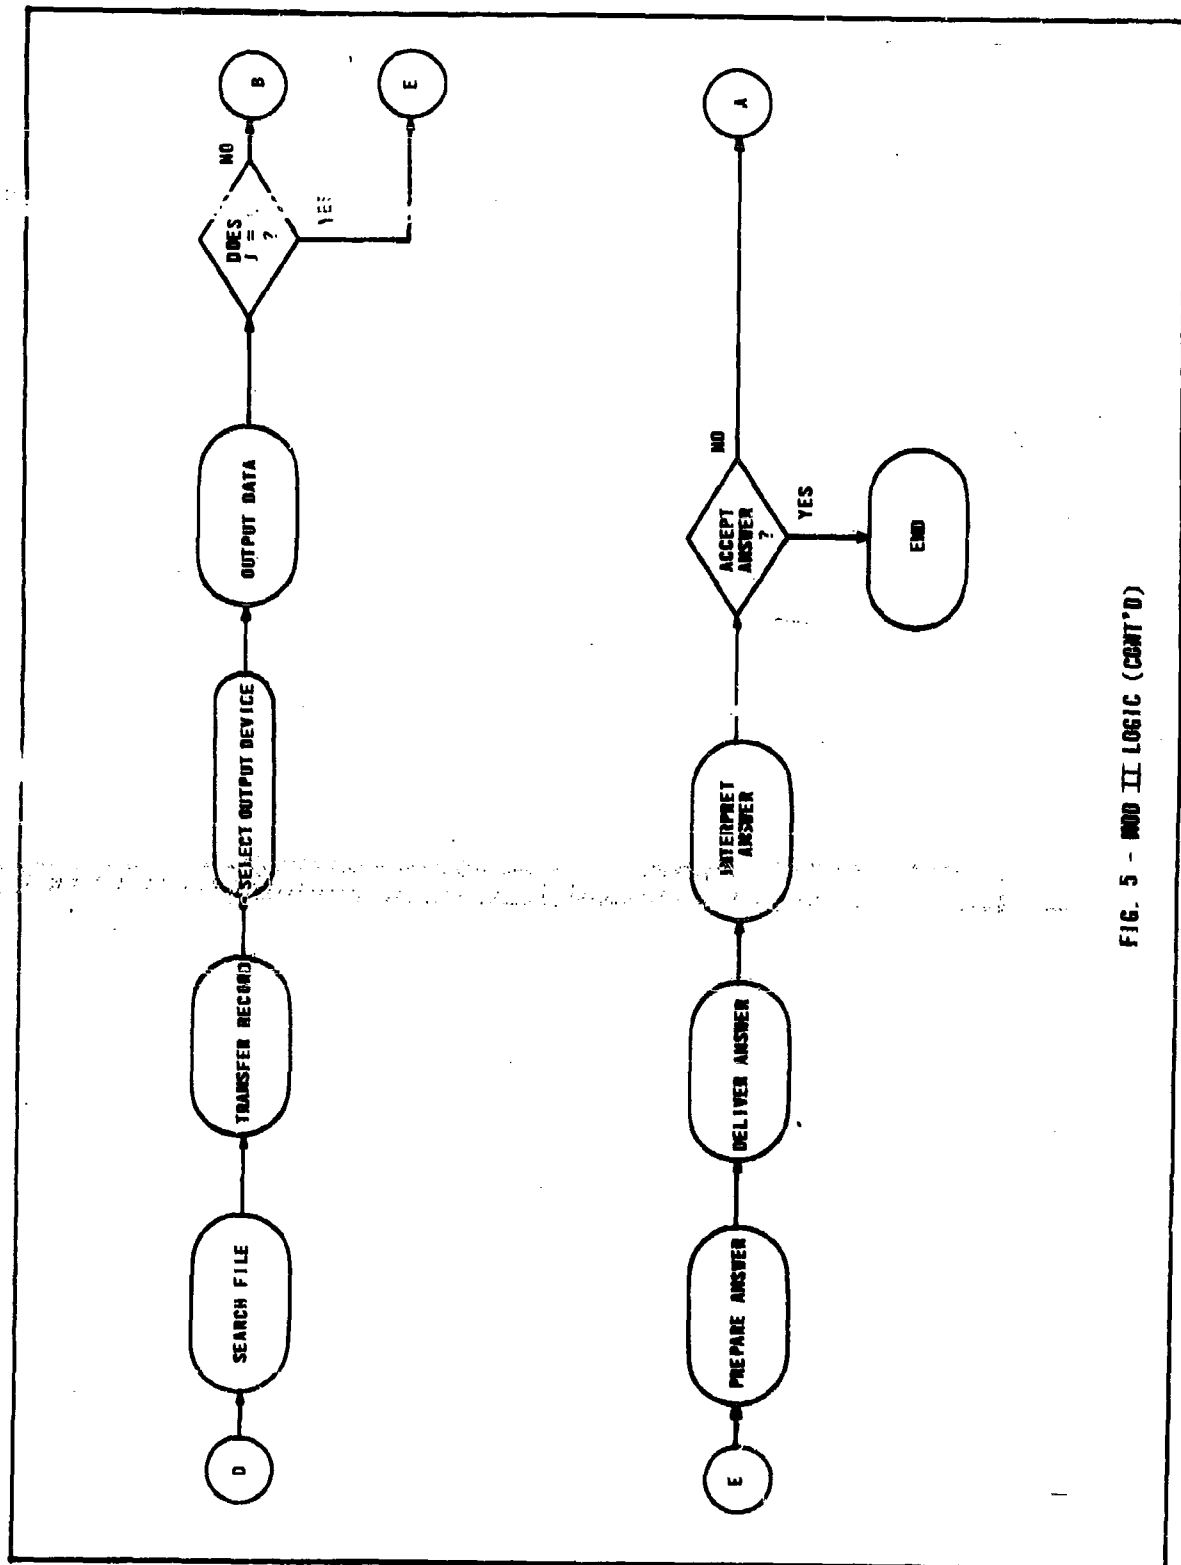 D
SEARCH FILE
TRANSFER RECORD
SELECT OUTPUT DEVICE
OUTPUT DATA
DOES
J =
?
NO
B
YES
E
E
PREPARE ANSWER
DELIVER ANSWER
INTERPRET
ANSWER
ACCEPT
ANSWER
?
NO
A
YES
END
FIG. 5 - MOD II LOGIC (CONT'D)